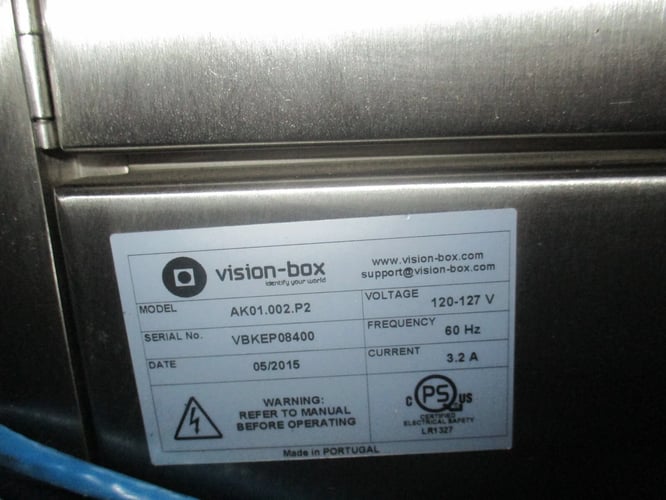 vision-box
identify your world
www.vision-box.com
support@vision-box.com
MODEL AK01.002.P2
VOLTAGE 120-127 V
SERIAL No. VBKEP08400
FREQUENCY 60 Hz
DATE 05/2015
CURRENT 3.2 A
WARNING:
REFER TO MANUAL
BEFORE OPERATING
C PS US
CERTIFIED
ELECTRICAL SAFETY
LR1327
Made in PORTUGAL